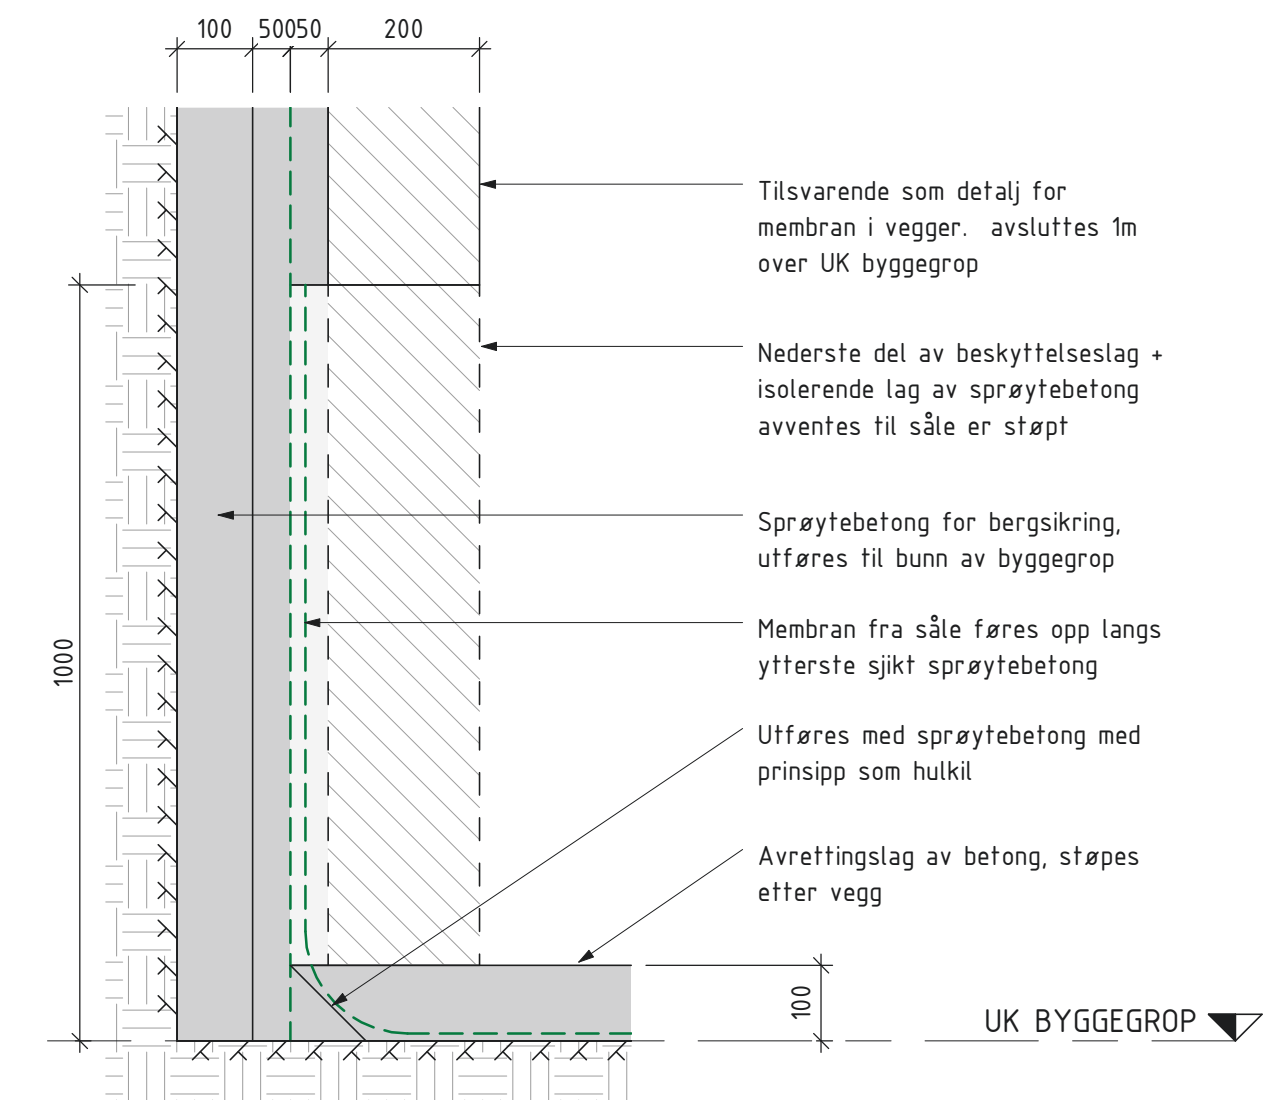 100 50 50 200
Tilsvarende som detalj for
membran i vegger. avsluttes 1m
over UK byggegrop
Nederste del av beskyttelseslag +
isolerende lag av sprøytebetong
avventes til såle er støpt
Sprøytebetong for bergsikring,
utføres til bunn av byggegrop
Membran fra såle føres opp langs
ytterste sjikt sprøytebetong
1000
Utføres med sprøytebetong med
prinsipp som hulkil
Avrettingslag av betong, støpes
etter vegg
100
UK BYGGEGROP